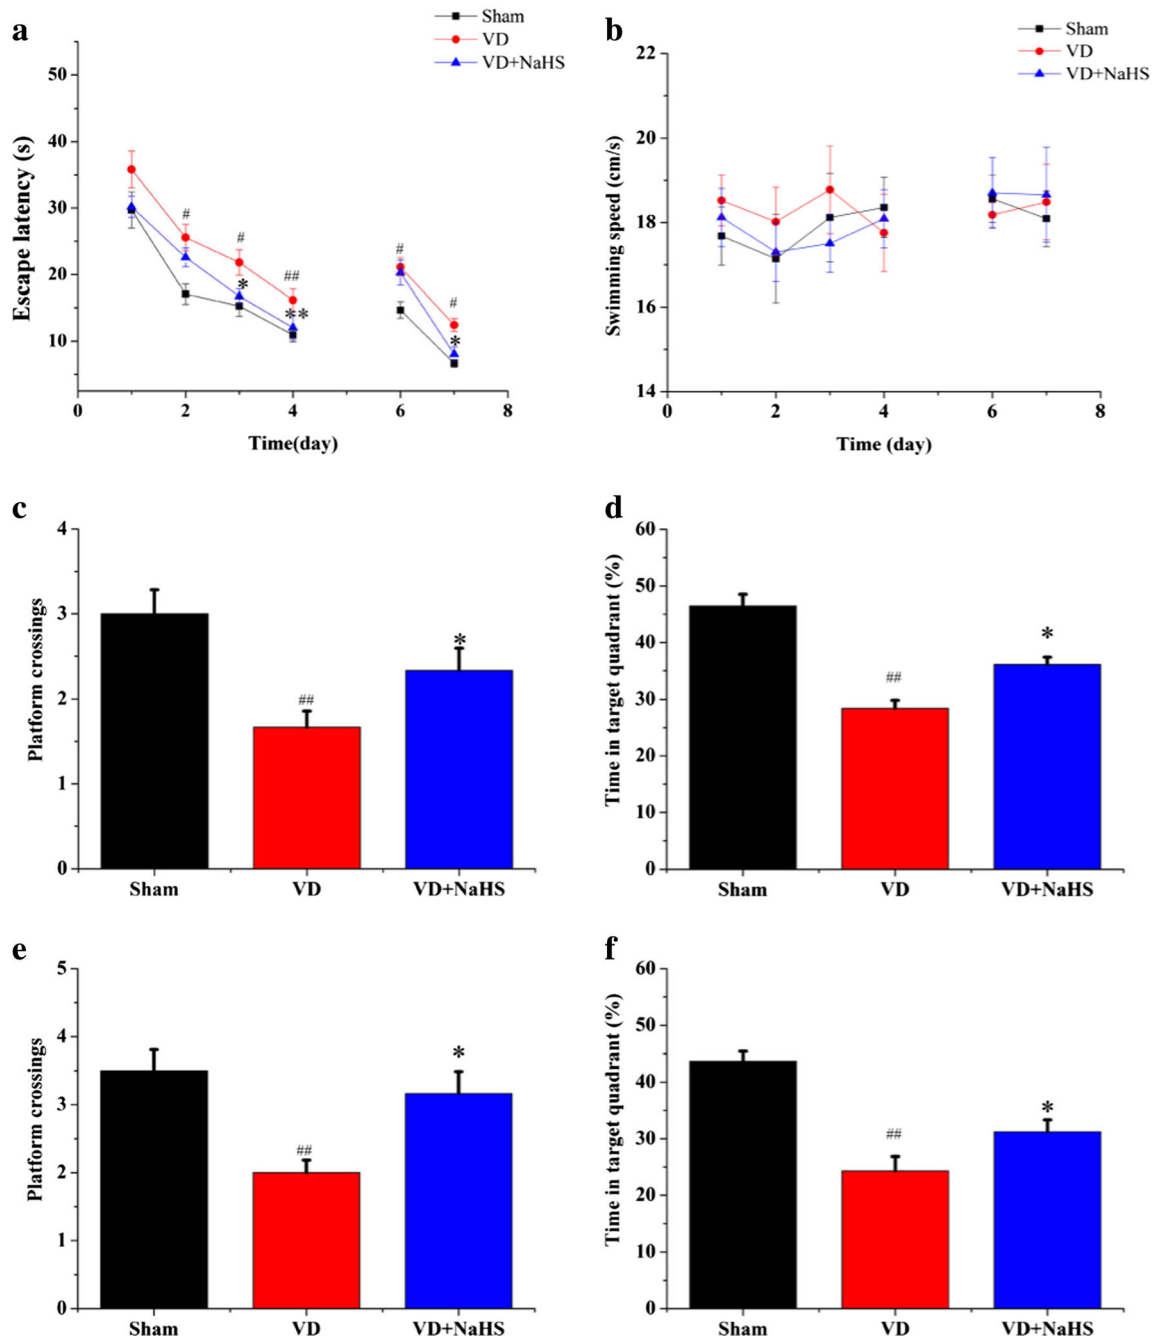 a
Sham
VD
VD+NaHS
Escape latency (s)
50
40
30
20
10
#
#
*
##
**
#
#
*
0
2
4
6
8
Time(day)
b
Sham
VD
VD+NaHS
Swimming speed (cm/s)
22
20
18
16
14
0
2
4
6
8
Time (day)
c
Platform crossings
4
3
2
1
0
##
*
Sham
VD
VD+NaHS
d
Time in target quadrant (%)
60
50
40
30
20
10
0
##
*
Sham
VD
VD+NaHS
e
Platform crossings
5
4
3
2
1
0
##
*
Sham
VD
VD+NaHS
f
Time in target quadrant (%)
60
50
40
30
20
10
0
##
*
Sham
VD
VD+NaHS